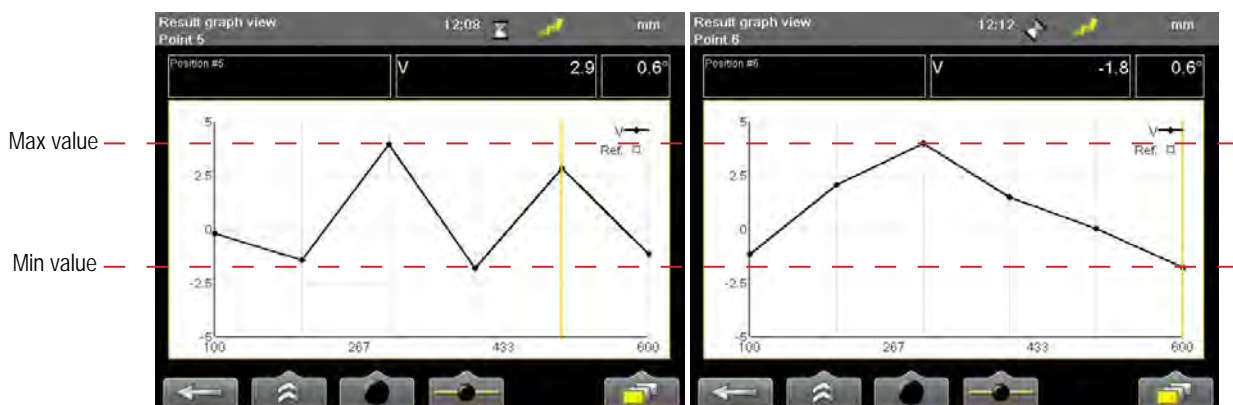 Result graph view 12:08 mm
Point 5
Position #5 V 2.9 0.6°
5
V
Ref.
2.5
0
-2.5
-5
100 267 433 600
Result graph view 12:12 mm
Point 6
Position #6 V -1.8 0.6°
5
V
Ref.
2.5
0
-2.5
-5
100 267 433 600
Max value
Min value